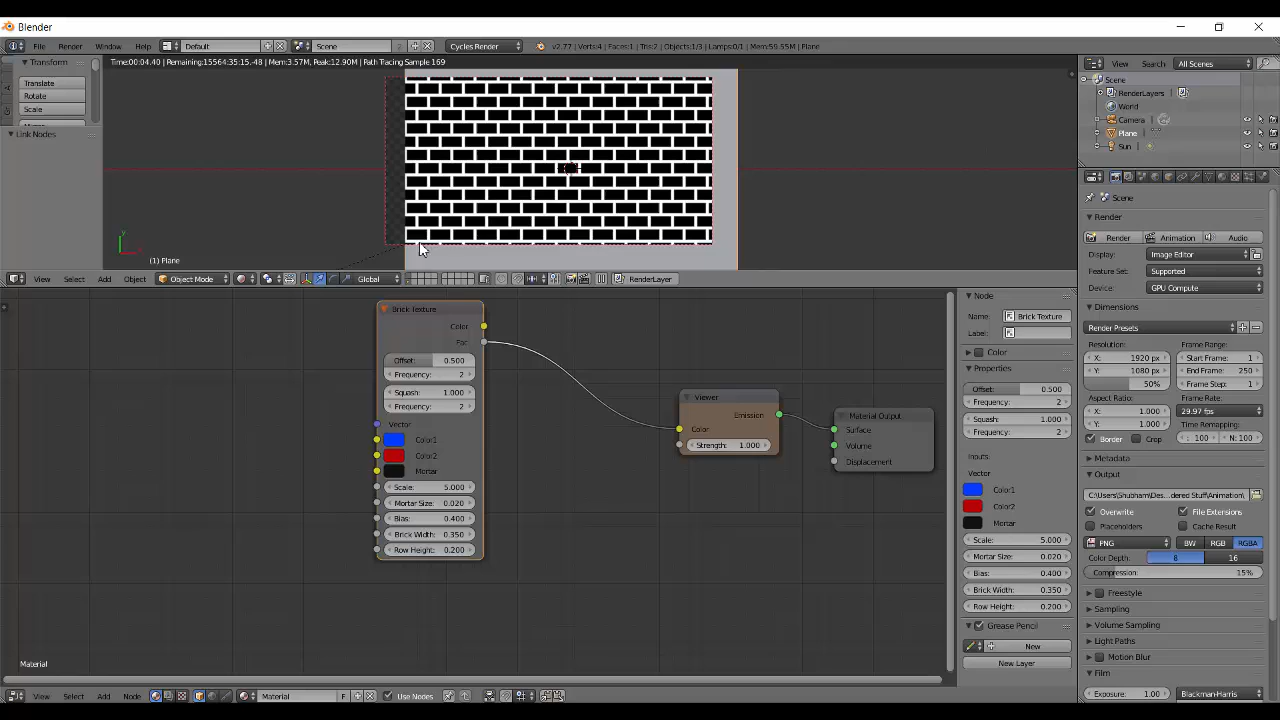 Blender
File Render Window Help Default Scene 2 Cycles Render v2.77 | Verts:4 | Faces:1 | Tris:2 | Objects:1/3 | Lamps:0/1 | Mem:59.55M | Plane View Search All Scenes
Time:00:04.40 | Remaining:15564:35:15.48 | Mem:3.57M, Peak:12.90M | Path Tracing Sample 169
Transform
Translate
Rotate
Scale
Link Nodes
Scene
RenderLayers
World
Camera
Plane
Sun
y
x
(1) Plane
View Select Add Object Object Mode Global RenderLayer
Scene
Render
Render Animation Audio
Display: Image Editor
Feature Set: Supported
Device: GPU Compute
Dimensions
Render Presets
Resolution: Frame Range:
X: 1920 px Start Frame: 1
Y: 1080 px End Frame: 250
50% Frame Step: 1
Aspect Ratio: Frame Rate:
X: 1.000 29.97 fps
Y: 1.000 Time Remapping:
Border Crop : 100 N: 100
Metadata
Output
C:\Users\Shubham\Des...dered Stuff\Animation\
Overwrite File Extensions
Placeholders Cache Result
PNG BW RGB RGBA
Color Depth: 8 16
Compression: 15%
Freestyle
Sampling
Volume Sampling
Light Paths
Motion Blur
Film
Exposure: 1.00 Blackman-Harris
Brick Texture
Color
Fac
Offset: 0.500
Frequency: 2
Squash: 1.000
Frequency: 2
Vector
Color1
Color2
Mortar
Scale: 5.000
Mortar Size: 0.020
Bias: 0.400
Brick Width: 0.350
Row Height: 0.200
Viewer
Emission
Color
Strength: 1.000
Material Output
Surface
Volume
Displacement
Node
Name: Brick Texture
Label:
Color
Properties
Offset: 0.500
Frequency: 2
Squash: 1.000
Frequency: 2
Inputs:
Vector
Color1
Color2
Mortar
Scale: 5.000
Mortar Size: 0.020
Bias: 0.400
Brick Width: 0.350
Row Height: 0.200
Grease Pencil
New
New Layer
Material
View Select Add Node Material F Use Nodes